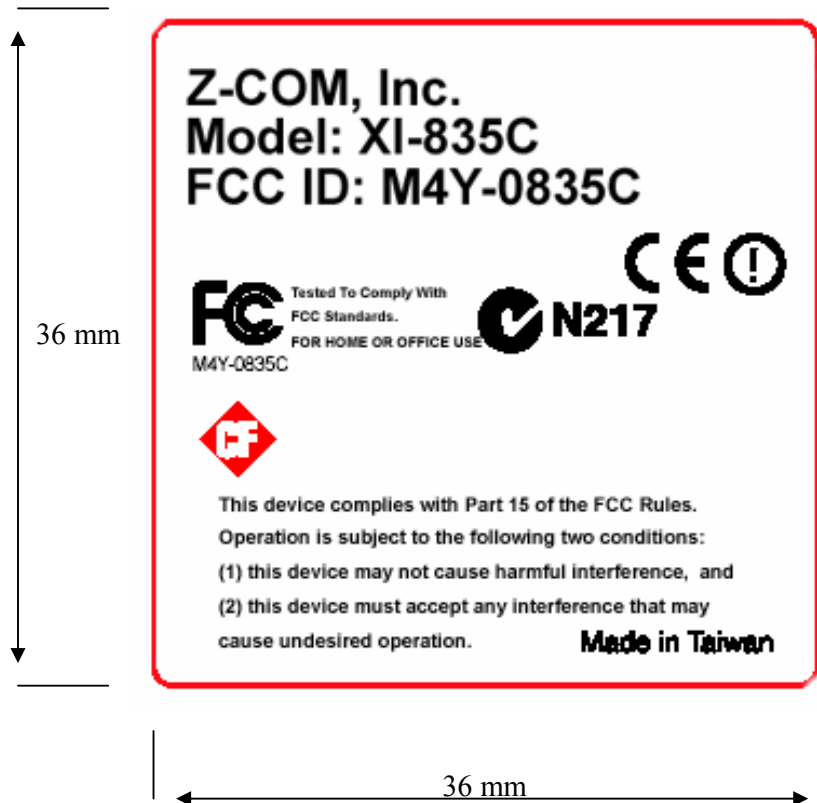 Z-COM, Inc.
Model: XI-835C
FCC ID: M4Y-0835C
CE
FC
Tested To Comply With
FCC Standards.
FOR HOME OR OFFICE USE
N217
M4Y-0835C
36 mm
CF
This device complies with Part 15 of the FCC Rules.
Operation is subject to the following two conditions:
(1) this device may not cause harmful interference, and
(2) this device must accept any interference that may
cause undesired operation.
Made in Taiwan
36 mm